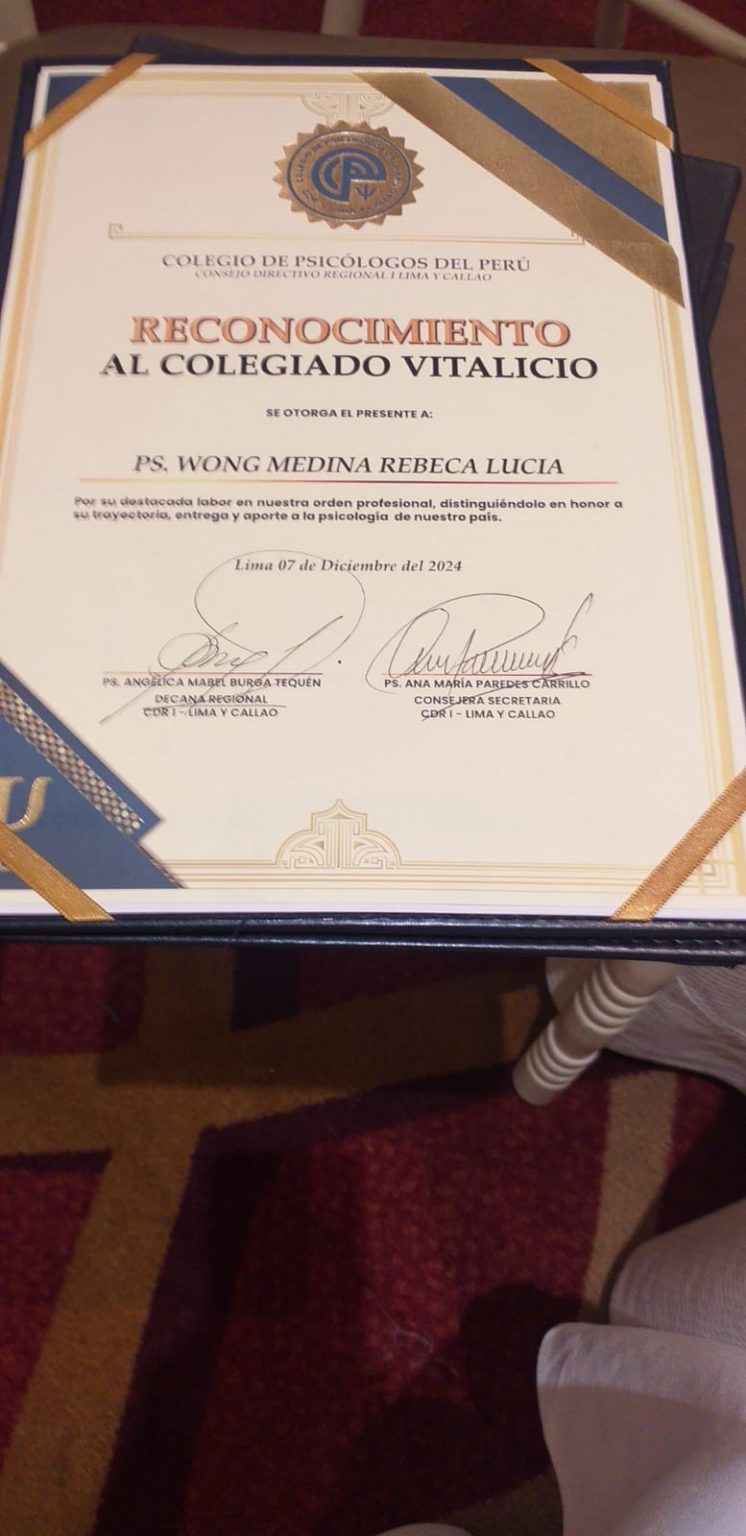 COLEGIO DE PSICÓLOGOS DEL PERÚ
CONSEJO DIRECTIVO REGIONAL I LIMA Y CALLAO
RECONOCIMIENTO
AL COLEGIADO VITALICIO
SE OTORGA EL PRESENTE A:
PS. WONG MEDINA REBECA LUCIA
Por su destacada labor en nuestra orden profesional, distinguiéndolo en honor a
su trayectoria, entrega y aporte a la psicología de nuestro país.
Lima 07 de Diciembre del 2024
PS. ANGÉLICA MABEL BURGA TEQUÉN
DECANA REGIONAL
CDR I - LIMA Y CALLAO
PS. ANA MARÍA PAREDES CARRILLO
CONSEJERA SECRETARIA
CDR I - LIMA Y CALLAO